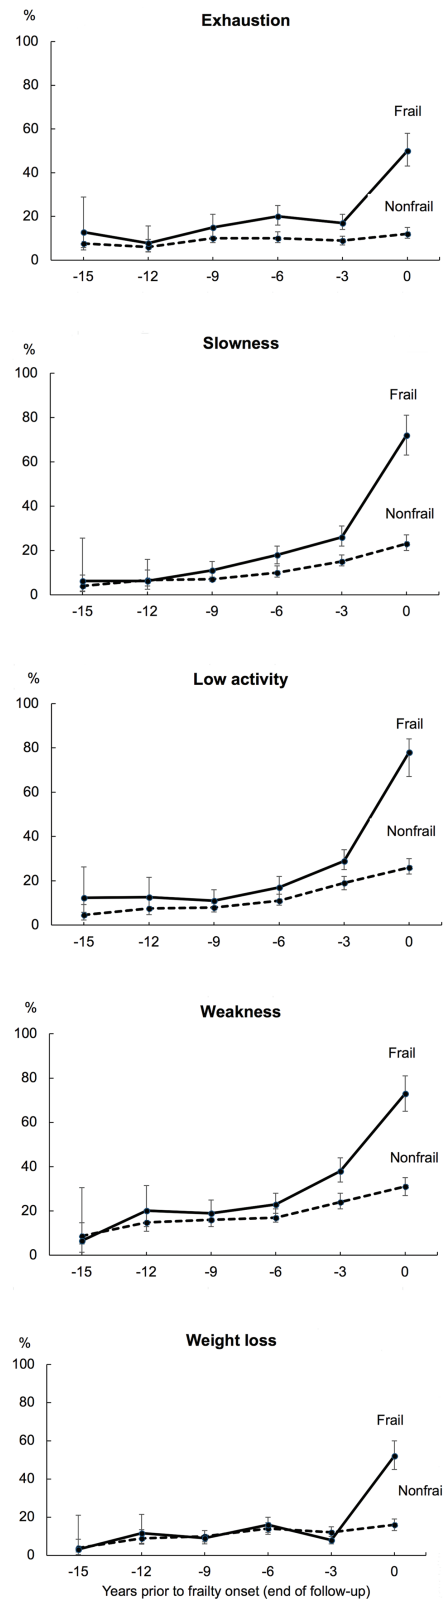 %
Exhaustion
100
80
Frail
60
40
Nonfrail
20
0
-15 -12 -9 -6 -3 0
%
Slowness
100
Frail
80
60
Nonfrail
40
20
0
-15 -12 -9 -6 -3 0
%
Low activity
100
Frail
80
60
Nonfrail
40
20
0
-15 -12 -9 -6 -3 0
%
Weakness
100
Frail
80
60
Nonfrail
40
20
0
-15 -12 -9 -6 -3 0
%
Weight loss
100
80
Frail
60
40
Nonfrai
20
0
-15 -12 -9 -6 -3 0
Years prior to frailty onset (end of follow-up)